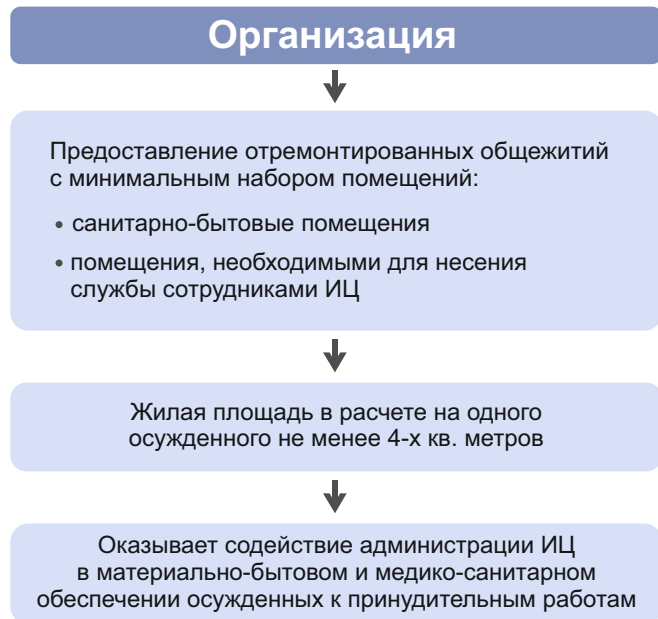 Организация
Предоставление отремонтированных общежитий
с минимальным набором помещений:
• санитарно-бытовые помещения
• помещения, необходимыми для несения
службы сотрудниками ИЦ
Жилая площадь в расчете на одного
осужденного не менее 4-х кв. метров
Оказывает содействие администрации ИЦ
в материально-бытовом и медико-санитарном
обеспечении осужденных к принудительным работам